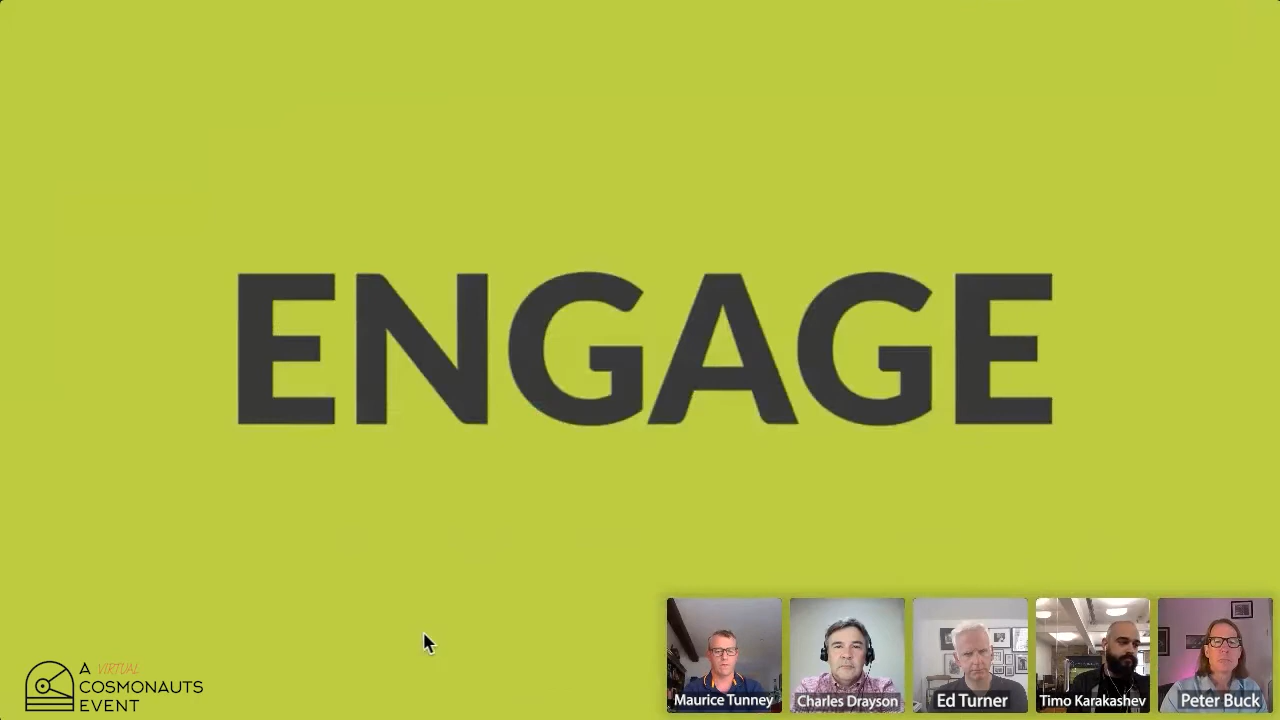 ENGAGE
A VIRTUAL
COSMONAUTS
EVENT
Maurice Tunney
Charles Drayson
Ed Turner
Timo Karakashev
Peter Buck